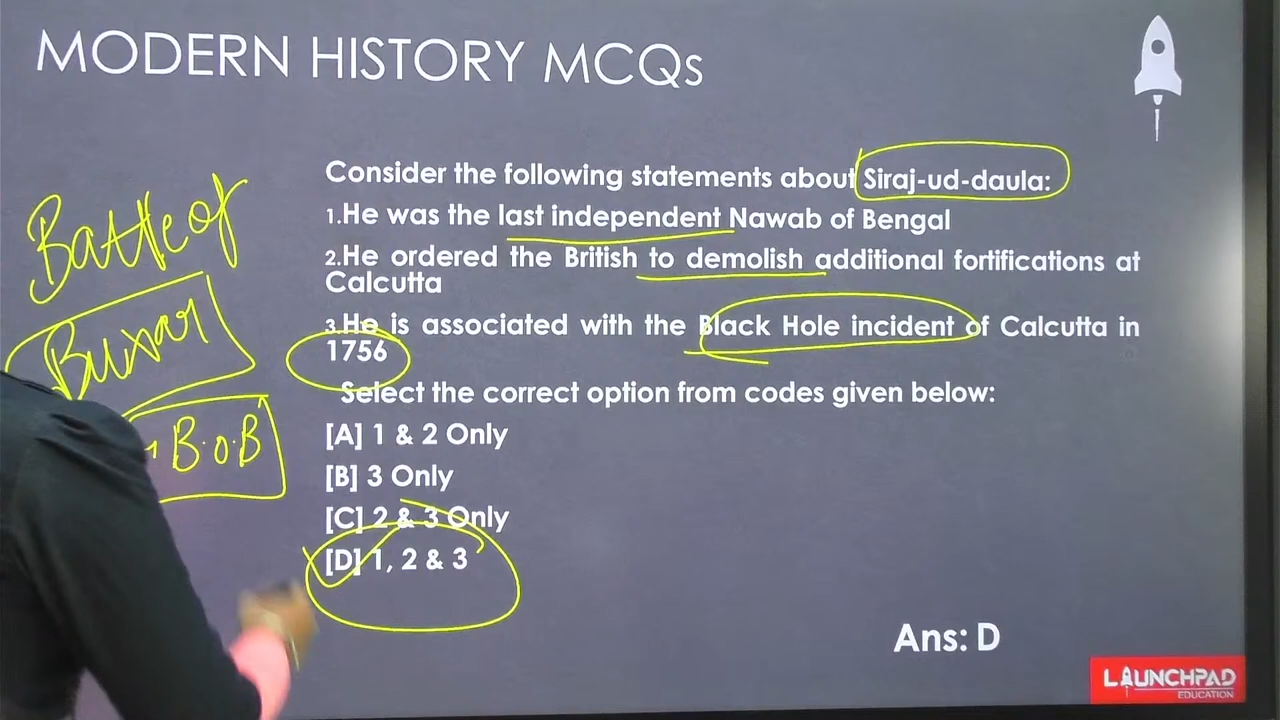 MODERN HISTORY MCQs
Consider the following statements about Siraj-ud-daula:
1.He was the last independent Nawab of Bengal
2.He ordered the British to demolish additional fortifications at
Calcutta
3.He is associated with the Black Hole incident of Calcutta in
1756
Select the correct option from codes given below:
[A] 1 & 2 Only
[B] 3 Only
[C] 2 & 3 Only
[D] 1, 2 & 3
Ans: D
Battle of
Buxar
B.O.B
LAUNCHPAD
EDUCATION